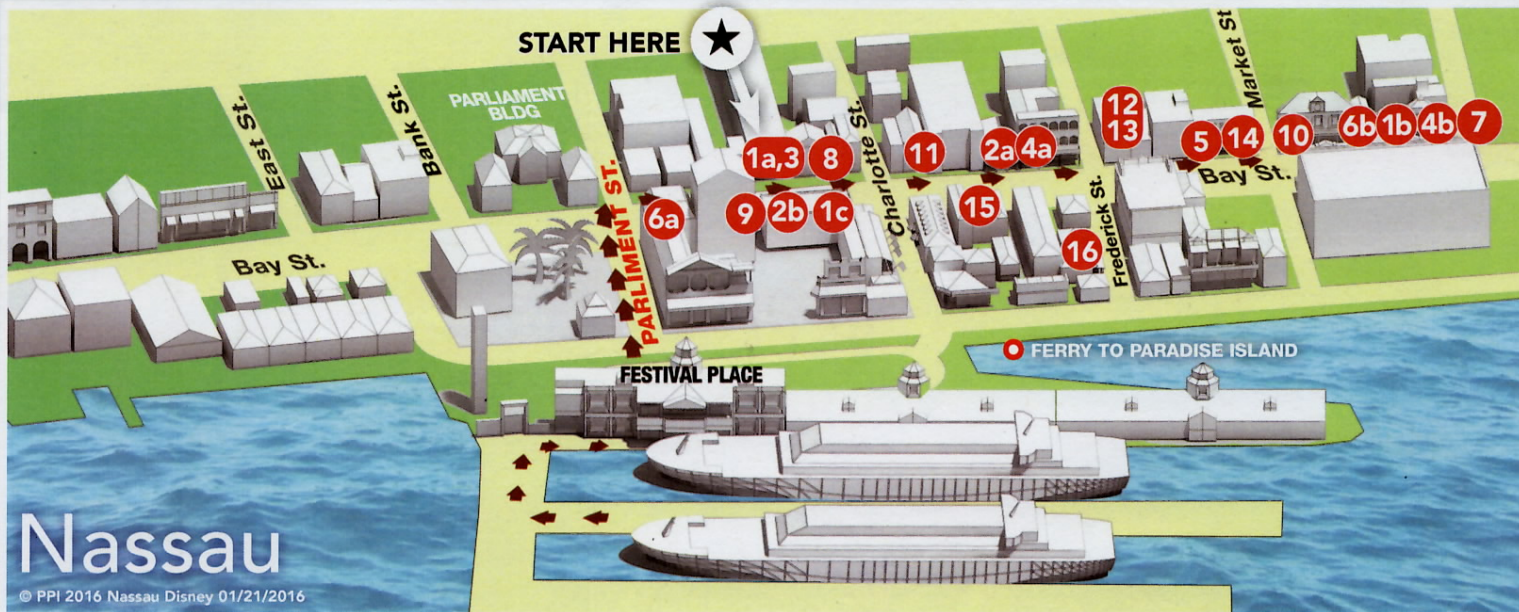 START HERE
Market St.
East St.
Bank St.
PARLIAMENT
BLDG
PARLIMENT ST.
Charlotte St.
Frederick St.
12
13
1a,3
8
11
2a
4a
5
14
10
6b
1b
4b
7
6a
9
2b
1c
15
16
Bay St.
Bay St.
FERRY TO PARADISE ISLAND
FESTIVAL PLACE
Nassau
© PPI 2016 Nassau Disney 01/21/2016